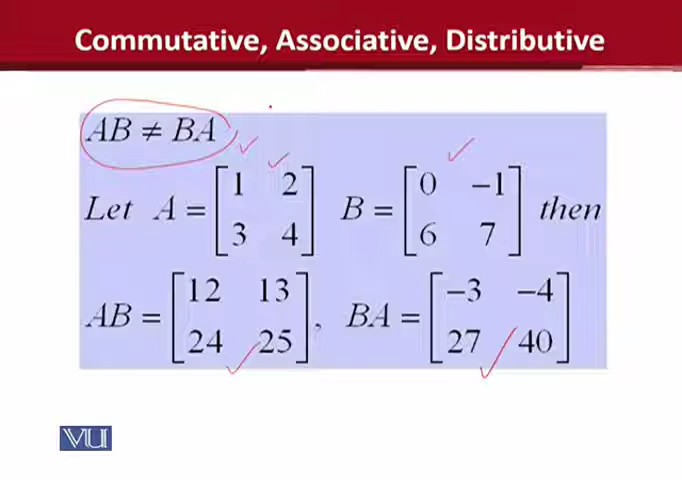 Commutative, Associative, Distributive
AB ≠ BA
Let A = [1 2; 3 4] B = [0 -1; 6 7] then
AB = [12 13; 24 25], BA = [-3 -4; 27 40]
VU